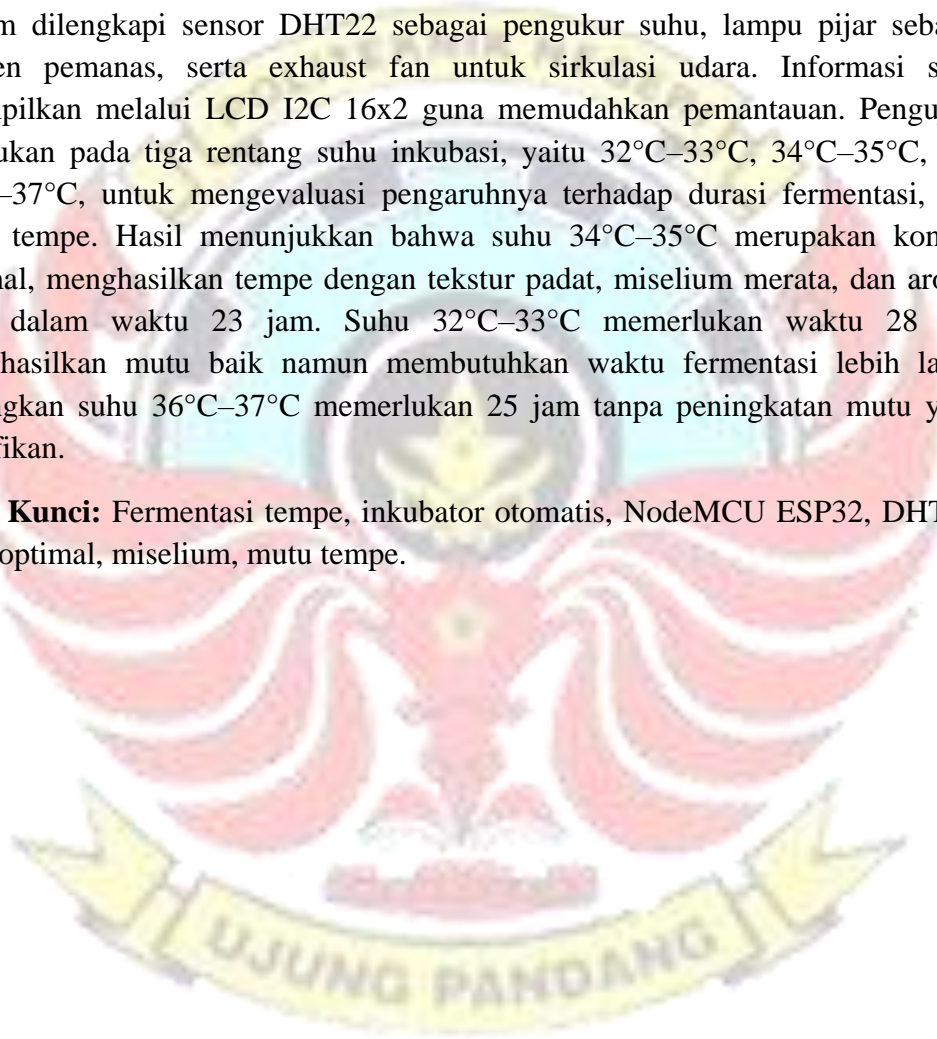 m dilengkapi sensor DHT22 sebagai pengukur suhu, lampu pijar seba
en pemanas, serta exhaust fan untuk sirkulasi udara. Informasi s
pilkan melalui LCD I2C 16x2 guna memudahkan pemantauan. Pengu
ukan pada tiga rentang suhu inkubasi, yaitu 32°C–33°C, 34°C–35°C,
–37°C, untuk mengevaluasi pengaruhnya terhadap durasi fermentasi,
tempe. Hasil menunjukkan bahwa suhu 34°C–35°C merupakan kon
nal, menghasilkan tempe dengan tekstur padat, miselium merata, dan aro
dalam waktu 23 jam. Suhu 32°C–33°C memerlukan waktu 28
hasilkan mutu baik namun membutuhkan waktu fermentasi lebih la
ngkan suhu 36°C–37°C memerlukan 25 jam tanpa peningkatan mutu y
fikan.
Kunci: Fermentasi tempe, inkubator otomatis, NodeMCU ESP32, DHT
optimal, miselium, mutu tempe.
UJUNG PANDANG